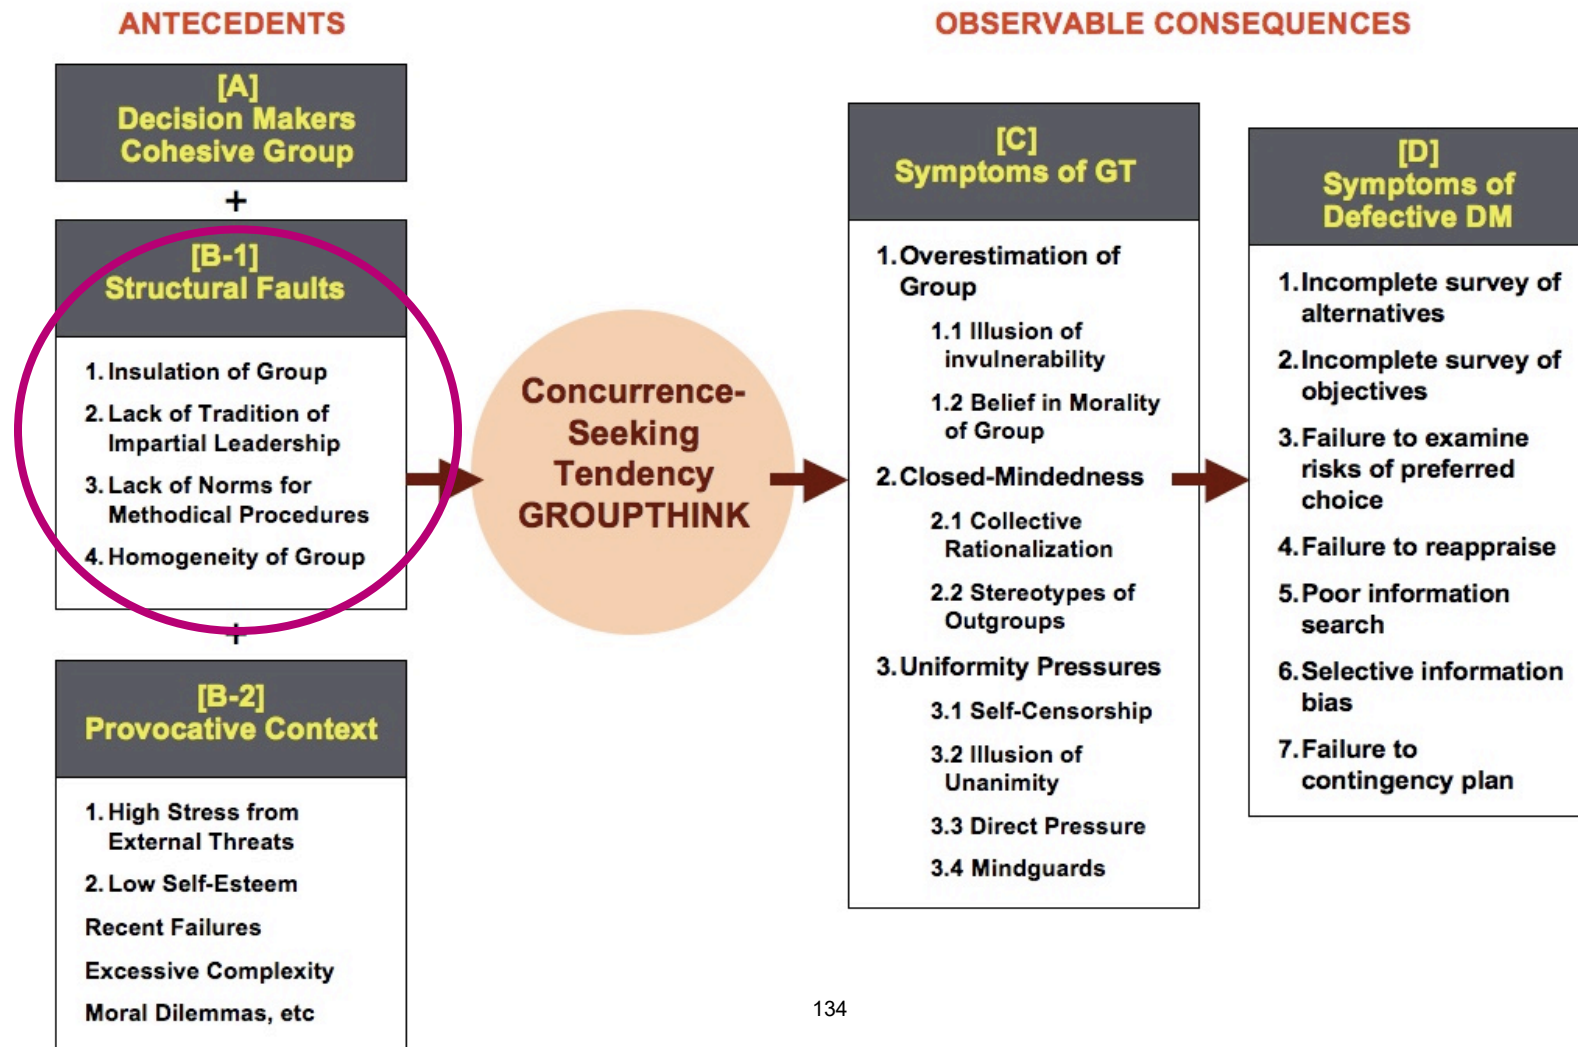 ANTECEDENTS
[A]
Decision Makers
Cohesive Group
+
[B-1]
Structural Faults
1. Insulation of Group
2. Lack of Tradition of
Impartial Leadership
3. Lack of Norms for
Methodical Procedures
4. Homogeneity of Group
+
[B-2]
Provocative Context
1. High Stress from
External Threats
2. Low Self-Esteem
Recent Failures
Excessive Complexity
Moral Dilemmas, etc
Concurrence-
Seeking
Tendency
GROUPTHINK
OBSERVABLE CONSEQUENCES
[C]
Symptoms of GT
1. Overestimation of
Group
1.1 Illusion of
invulnerability
1.2 Belief in Morality
of Group
2. Closed-Mindedness
2.1 Collective
Rationalization
2.2 Stereotypes of
Outgroups
3. Uniformity Pressures
3.1 Self-Censorship
3.2 Illusion of
Unanimity
3.3 Direct Pressure
3.4 Mindguards
[D]
Symptoms of
Defective DM
1. Incomplete survey of
alternatives
2. Incomplete survey of
objectives
3. Failure to examine
risks of preferred
choice
4. Failure to reappraise
5. Poor information
search
6. Selective information
bias
7. Failure to
contingency plan
134